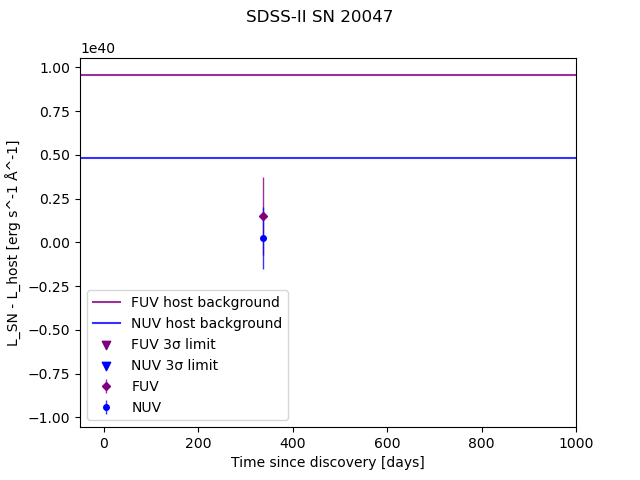 SDSS-II SN 20047
1e40
1.00
0.75
0.50
0.25
0.00
−0.25
−0.50
−0.75
−1.00
L_SN - L_host [erg s^-1 Å^-1]
FUV host background
NUV host background
FUV 3σ limit
NUV 3σ limit
FUV
NUV
0 200 400 600 800 1000
Time since discovery [days]